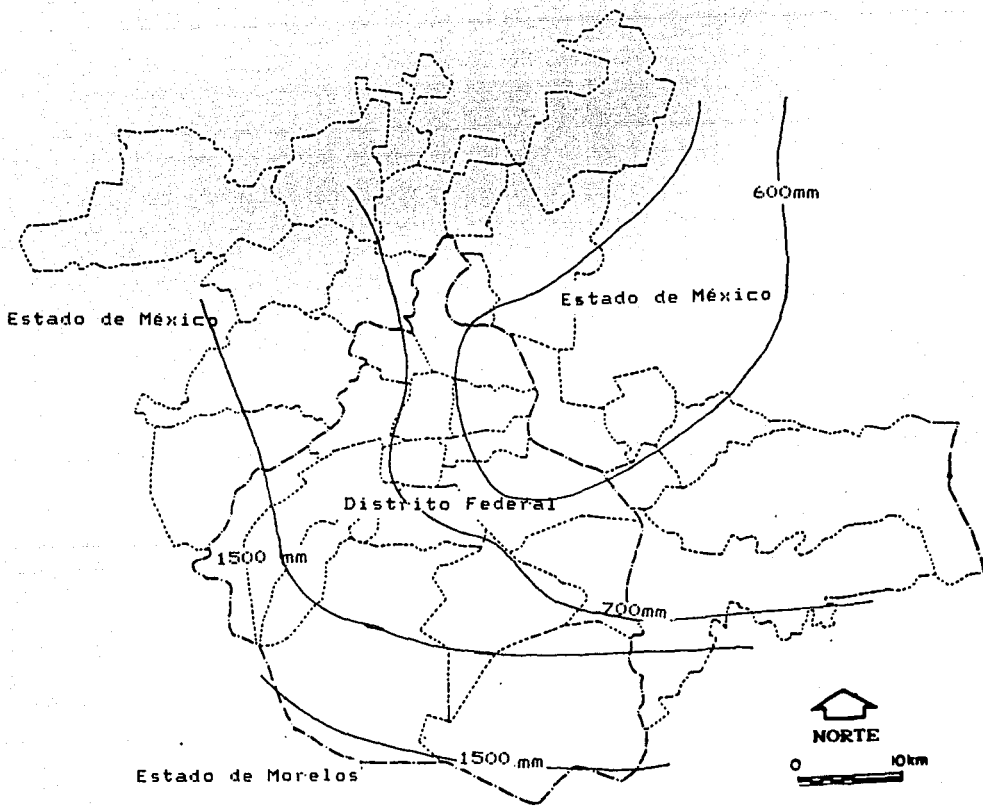 600mm
Estado de México
Estado de México
Distrito Federal
1500 mm
700mm
NORTE
0 10km
1500 mm
Estado de Morelos